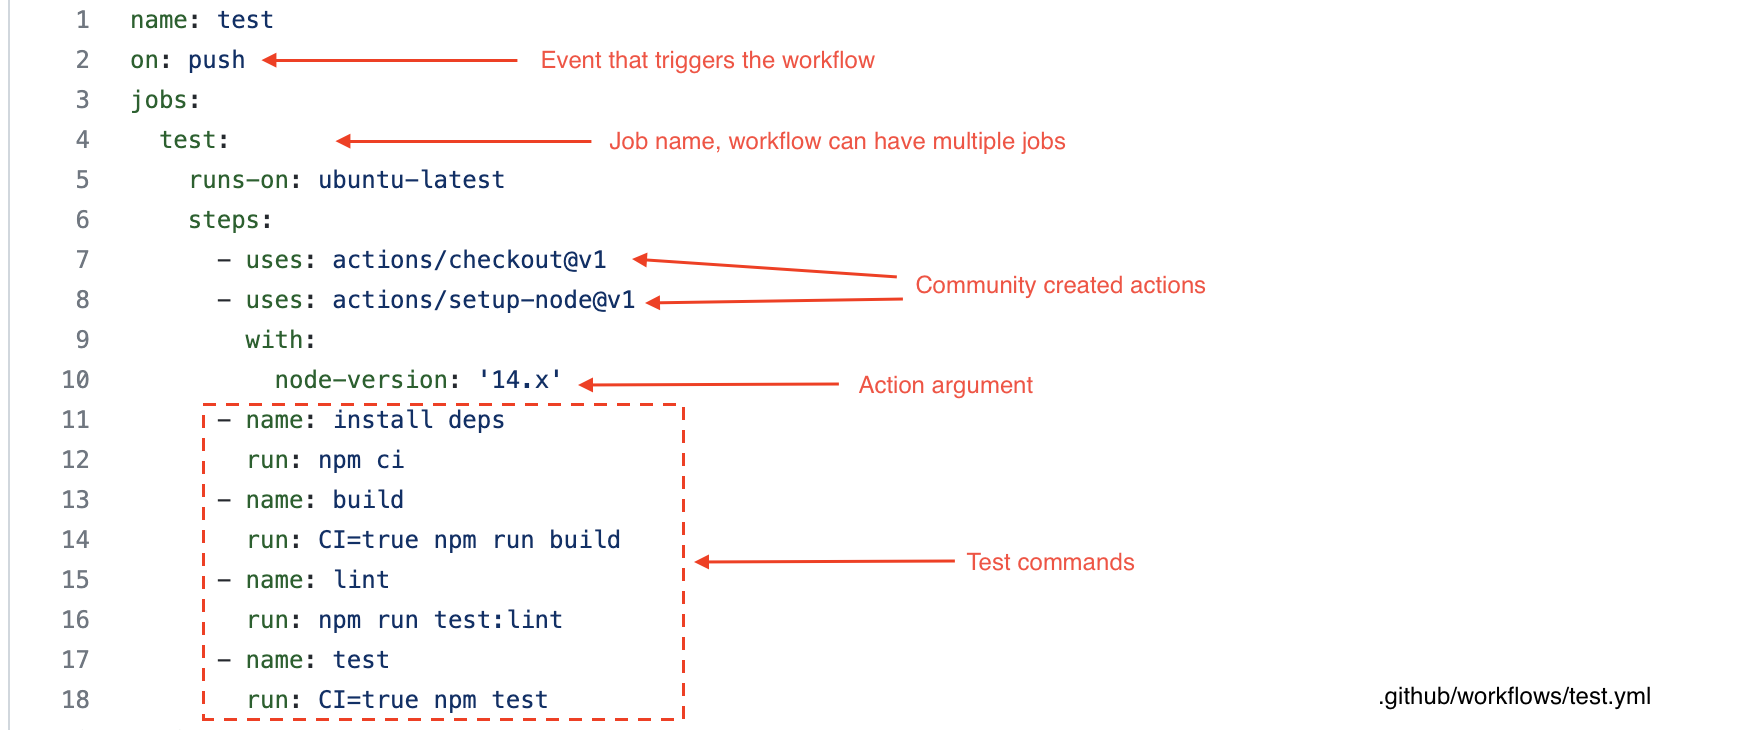 1 name: test
2 on: push Event that triggers the workflow
3 jobs:
4 test: Job name, workflow can have multiple jobs
5 runs-on: ubuntu-latest
6 steps:
7 - uses: actions/checkout@v1
Community created actions
8 - uses: actions/setup-node@v1
9 with:
10 node-version: '14.x' Action argument
11 - name: install deps
12 run: npm ci
13 - name: build
14 run: CI=true npm run build
Test commands
15 - name: lint
16 run: npm run test:lint
17 - name: test
18 run: CI=true npm test
.github/workflows/test.yml